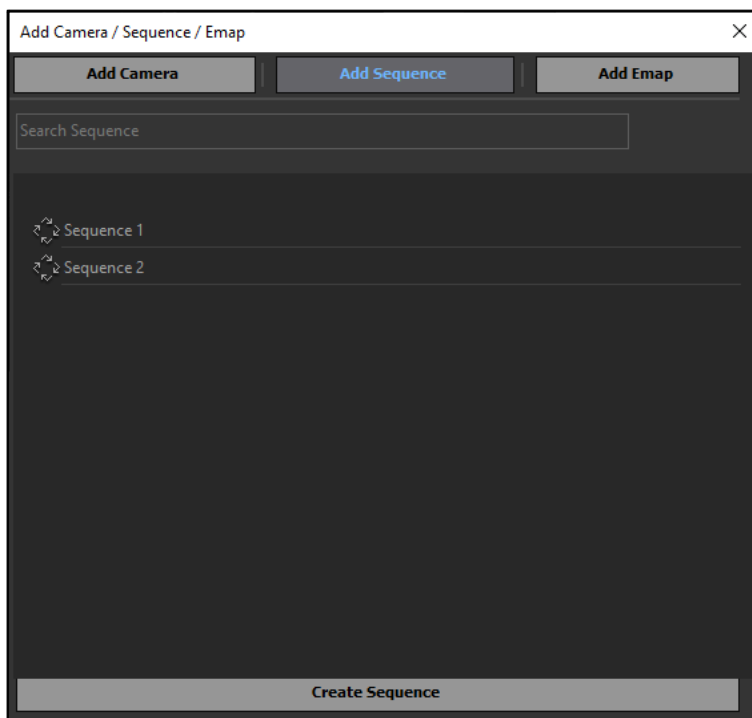 Add Camera / Sequence / Emap
Add Camera Add Sequence Add Emap
Search Sequence
Sequence 1
Sequence 2
Create Sequence